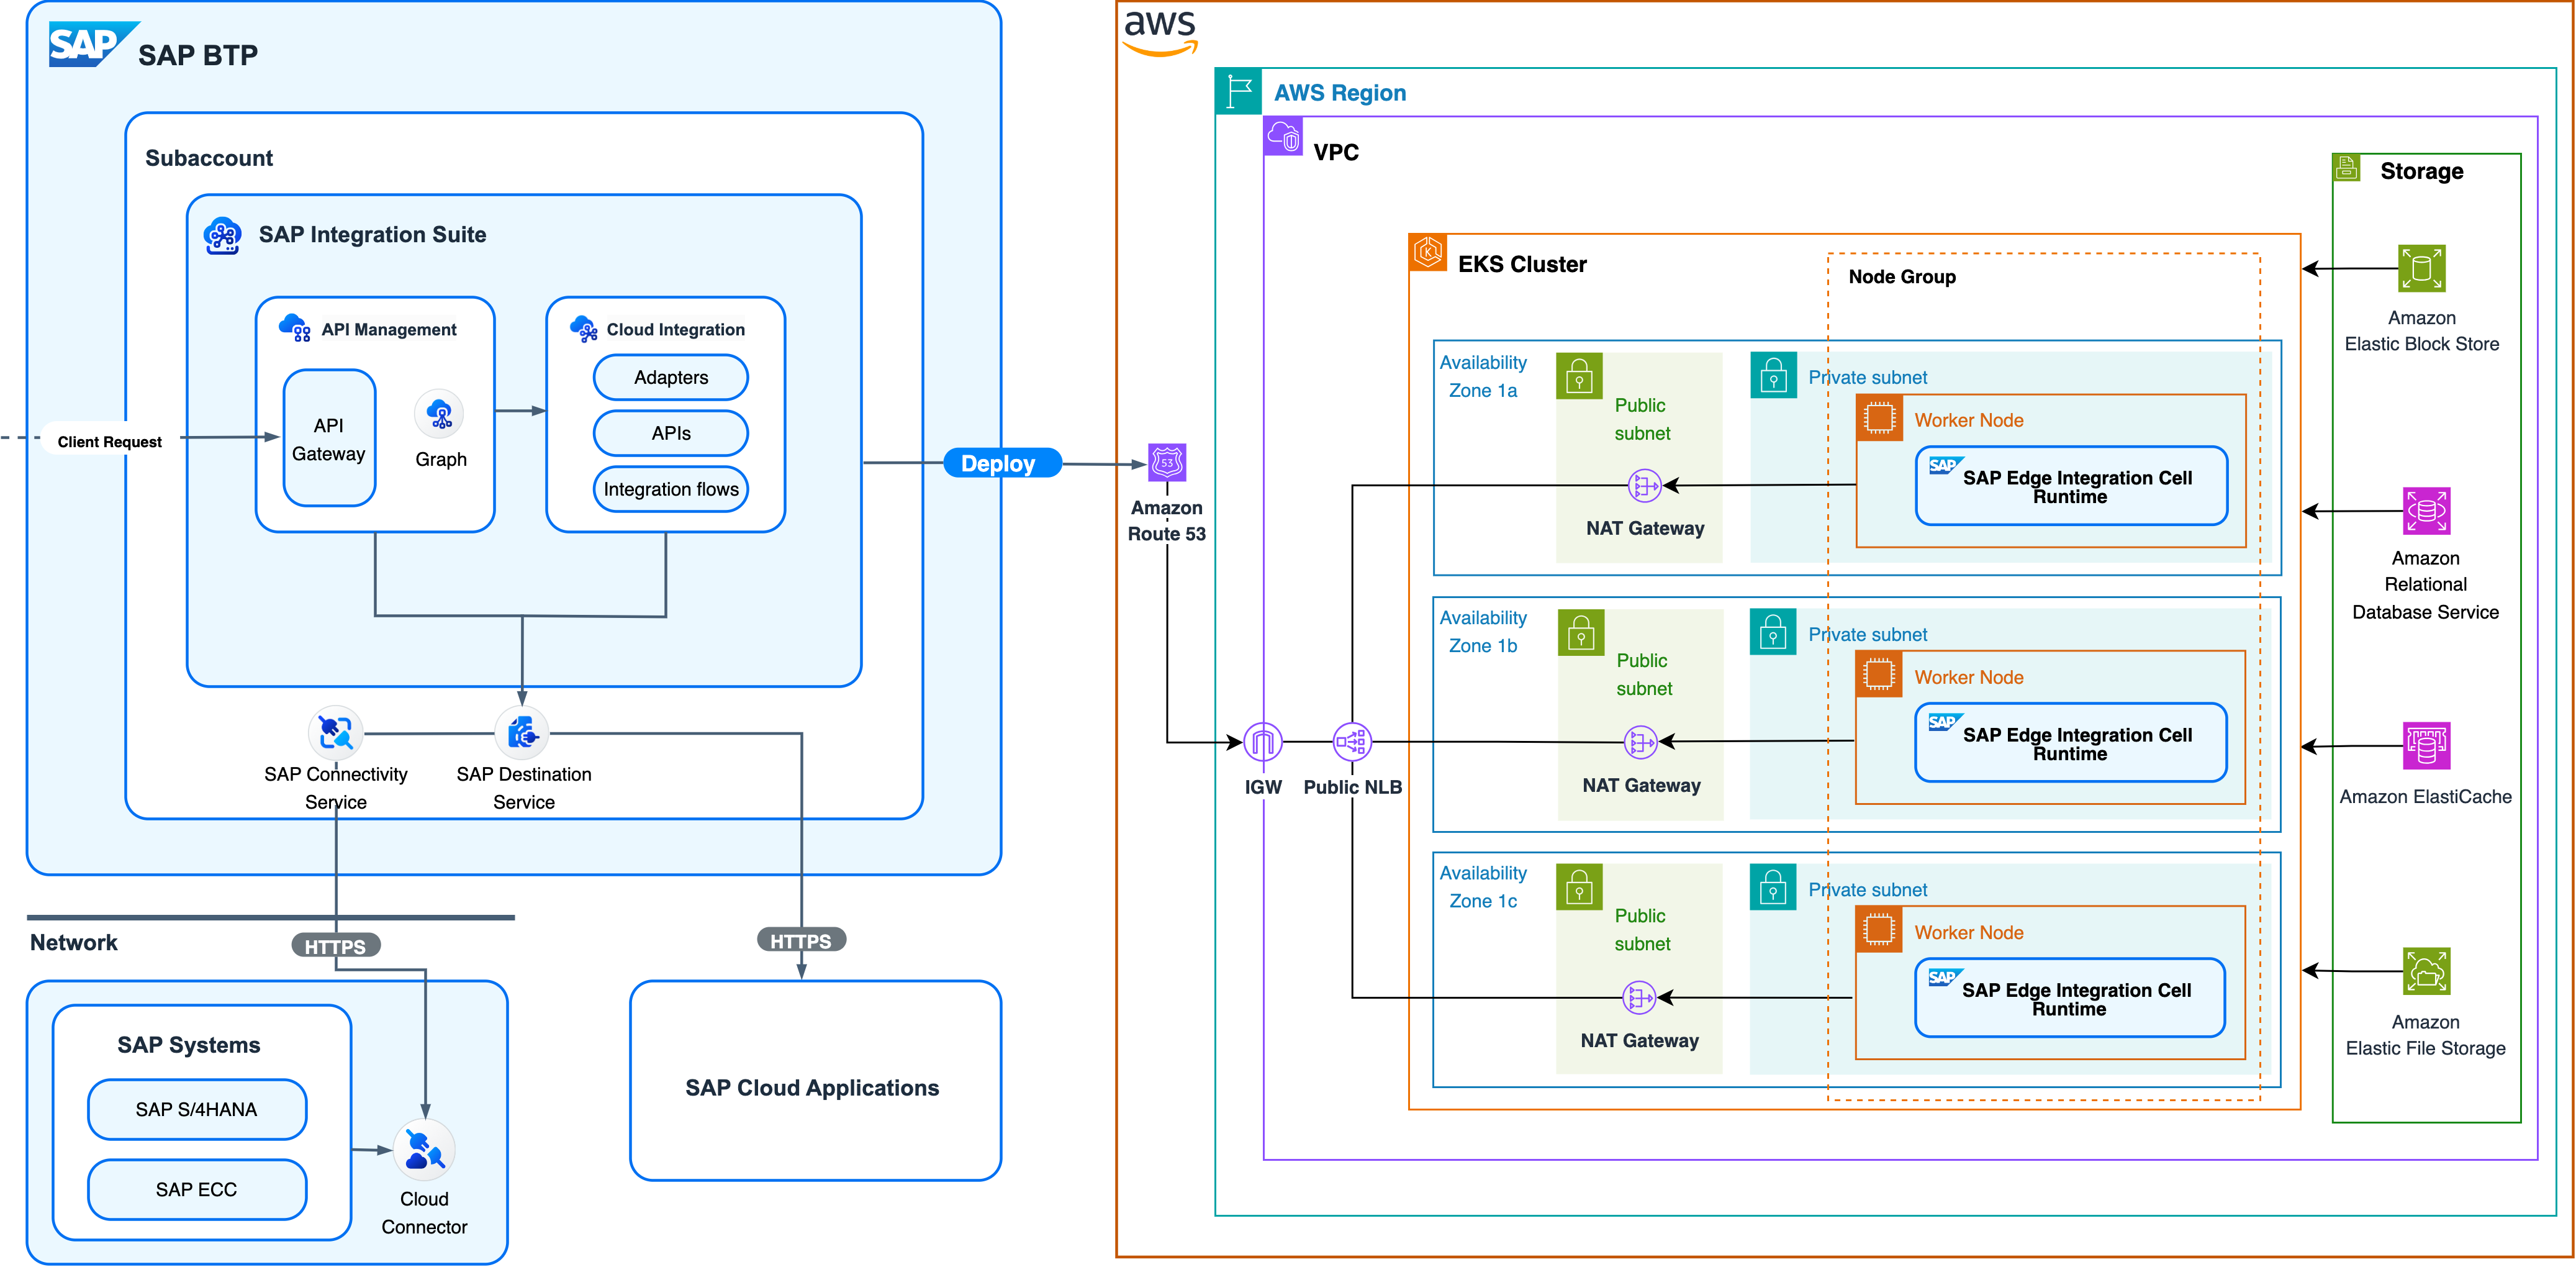 SAP
SAP BTP
Subaccount
SAP Integration Suite
API Management
API
Gateway
Graph
Cloud Integration
Adapters
APIs
Integration flows
Client Request
Deploy
SAP Connectivity
Service
SAP Destination
Service
Network
HTTPS
HTTPS
SAP Systems
SAP S/4HANA
SAP ECC
Cloud
Connector
SAP Cloud Applications
aws
AWS Region
VPC
53
Amazon
Route 53
IGW
Public NLB
EKS Cluster
K
Node Group
Availability
Zone 1a
Public
subnet
NAT Gateway
Private subnet
Worker Node
SAP
SAP Edge Integration Cell
Runtime
Availability
Zone 1b
Public
subnet
NAT Gateway
Private subnet
Worker Node
SAP
SAP Edge Integration Cell
Runtime
Availability
Zone 1c
Public
subnet
NAT Gateway
Private subnet
Worker Node
SAP
SAP Edge Integration Cell
Runtime
Storage
Amazon
Elastic Block Store
Amazon
Relational
Database Service
Amazon ElastiCache
Amazon
Elastic File Storage